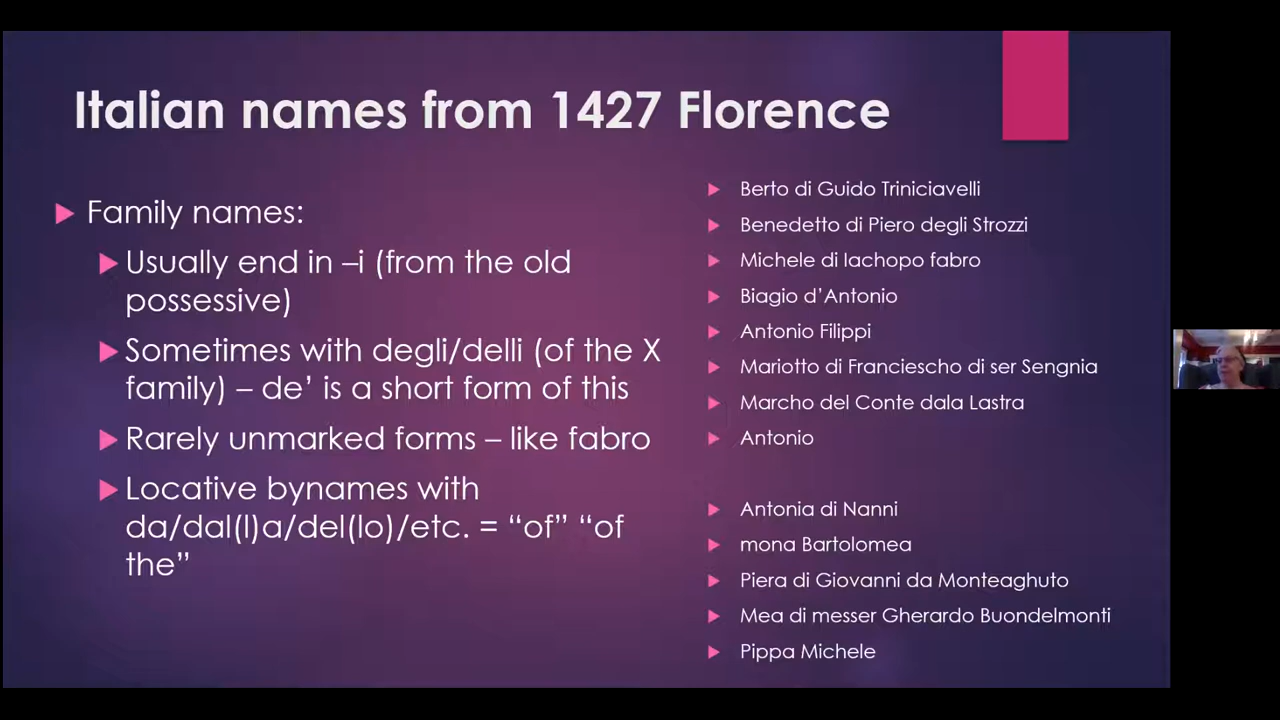 Italian names from 1427 Florence
Family names:
Usually end in –i (from the old
possessive)
Sometimes with degli/delli (of the X
family) – de’ is a short form of this
Rarely unmarked forms – like fabro
Locative bynames with
da/dal(l)a/del(lo)/etc. = “of” “of
the”
Berto di Guido Triniciavelli
Benedetto di Piero degli Strozzi
Michele di Iachopo fabro
Biagio d’Antonio
Antonio Filippi
Mariotto di Franciescho di ser Sengnia
Marcho del Conte dala Lastra
Antonio
Antonia di Nanni
mona Bartolomea
Piera di Giovanni da Monteaghuto
Mea di messer Gherardo Buondelmonti
Pippa Michele